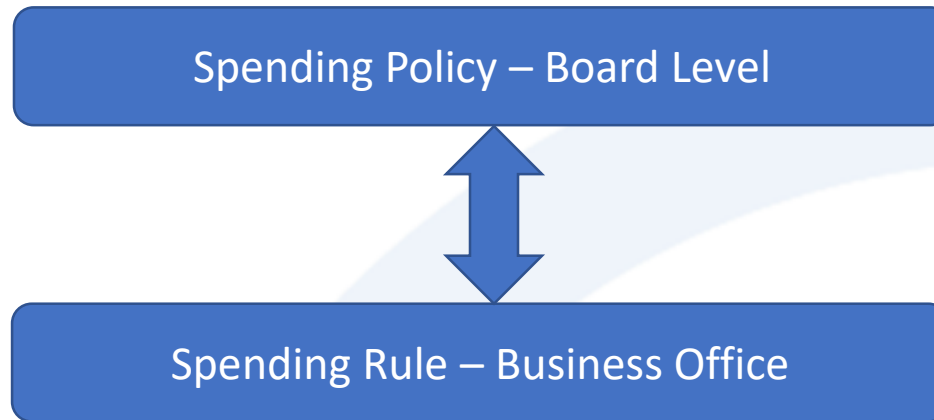 Spending Policy – Board Level
Spending Rule – Business Office